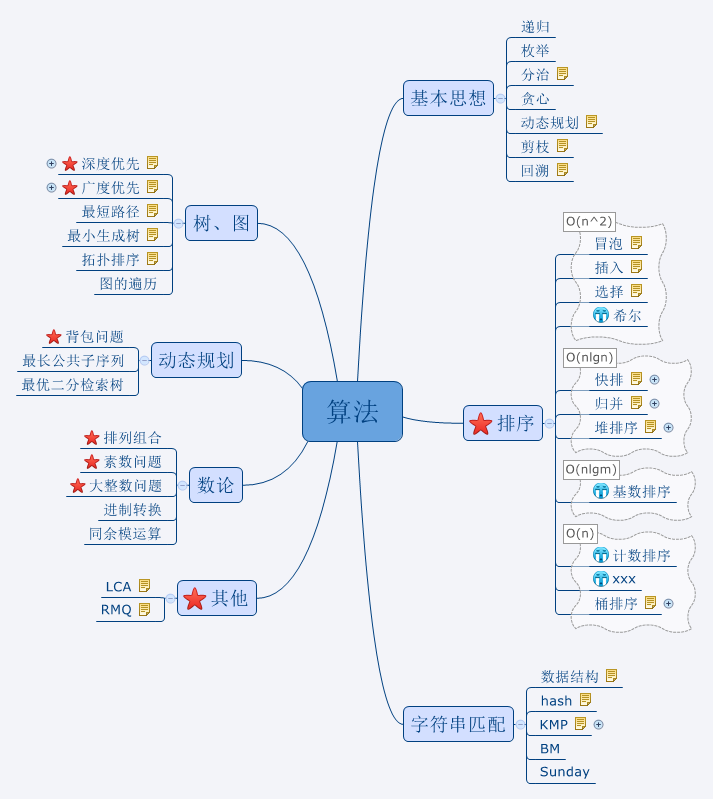 算法
基本思想
递归
枚举
分治
贪心
动态规划
剪枝
回溯
排序
O(n^2)
冒泡
插入
选择
希尔
O(nlgn)
快排
归并
堆排序
O(nlgm)
基数排序
O(n)
计数排序
xxx
桶排序
字符串匹配
数据结构
hash
KMP
BM
Sunday
树、图
深度优先
广度优先
最短路径
最小生成树
拓扑排序
图的遍历
动态规划
背包问题
最长公共子序列
最优二分检索树
数论
排列组合
素数问题
大整数问题
进制转换
同余模运算
其他
LCA
RMQ